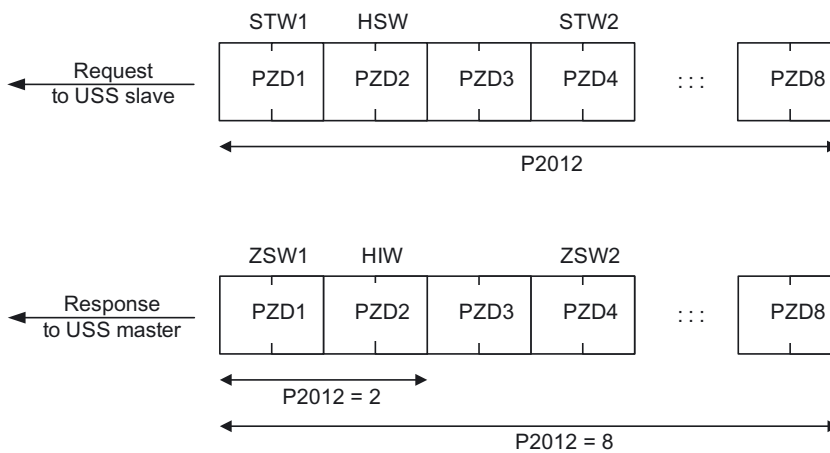 STW1 HSW STW2
Request
to USS slave
PZD1 PZD2 PZD3 PZD4 : : : PZD8
P2012
ZSW1 HIW ZSW2
Response
to USS master
PZD1 PZD2 PZD3 PZD4 : : : PZD8
P2012 = 2
P2012 = 8